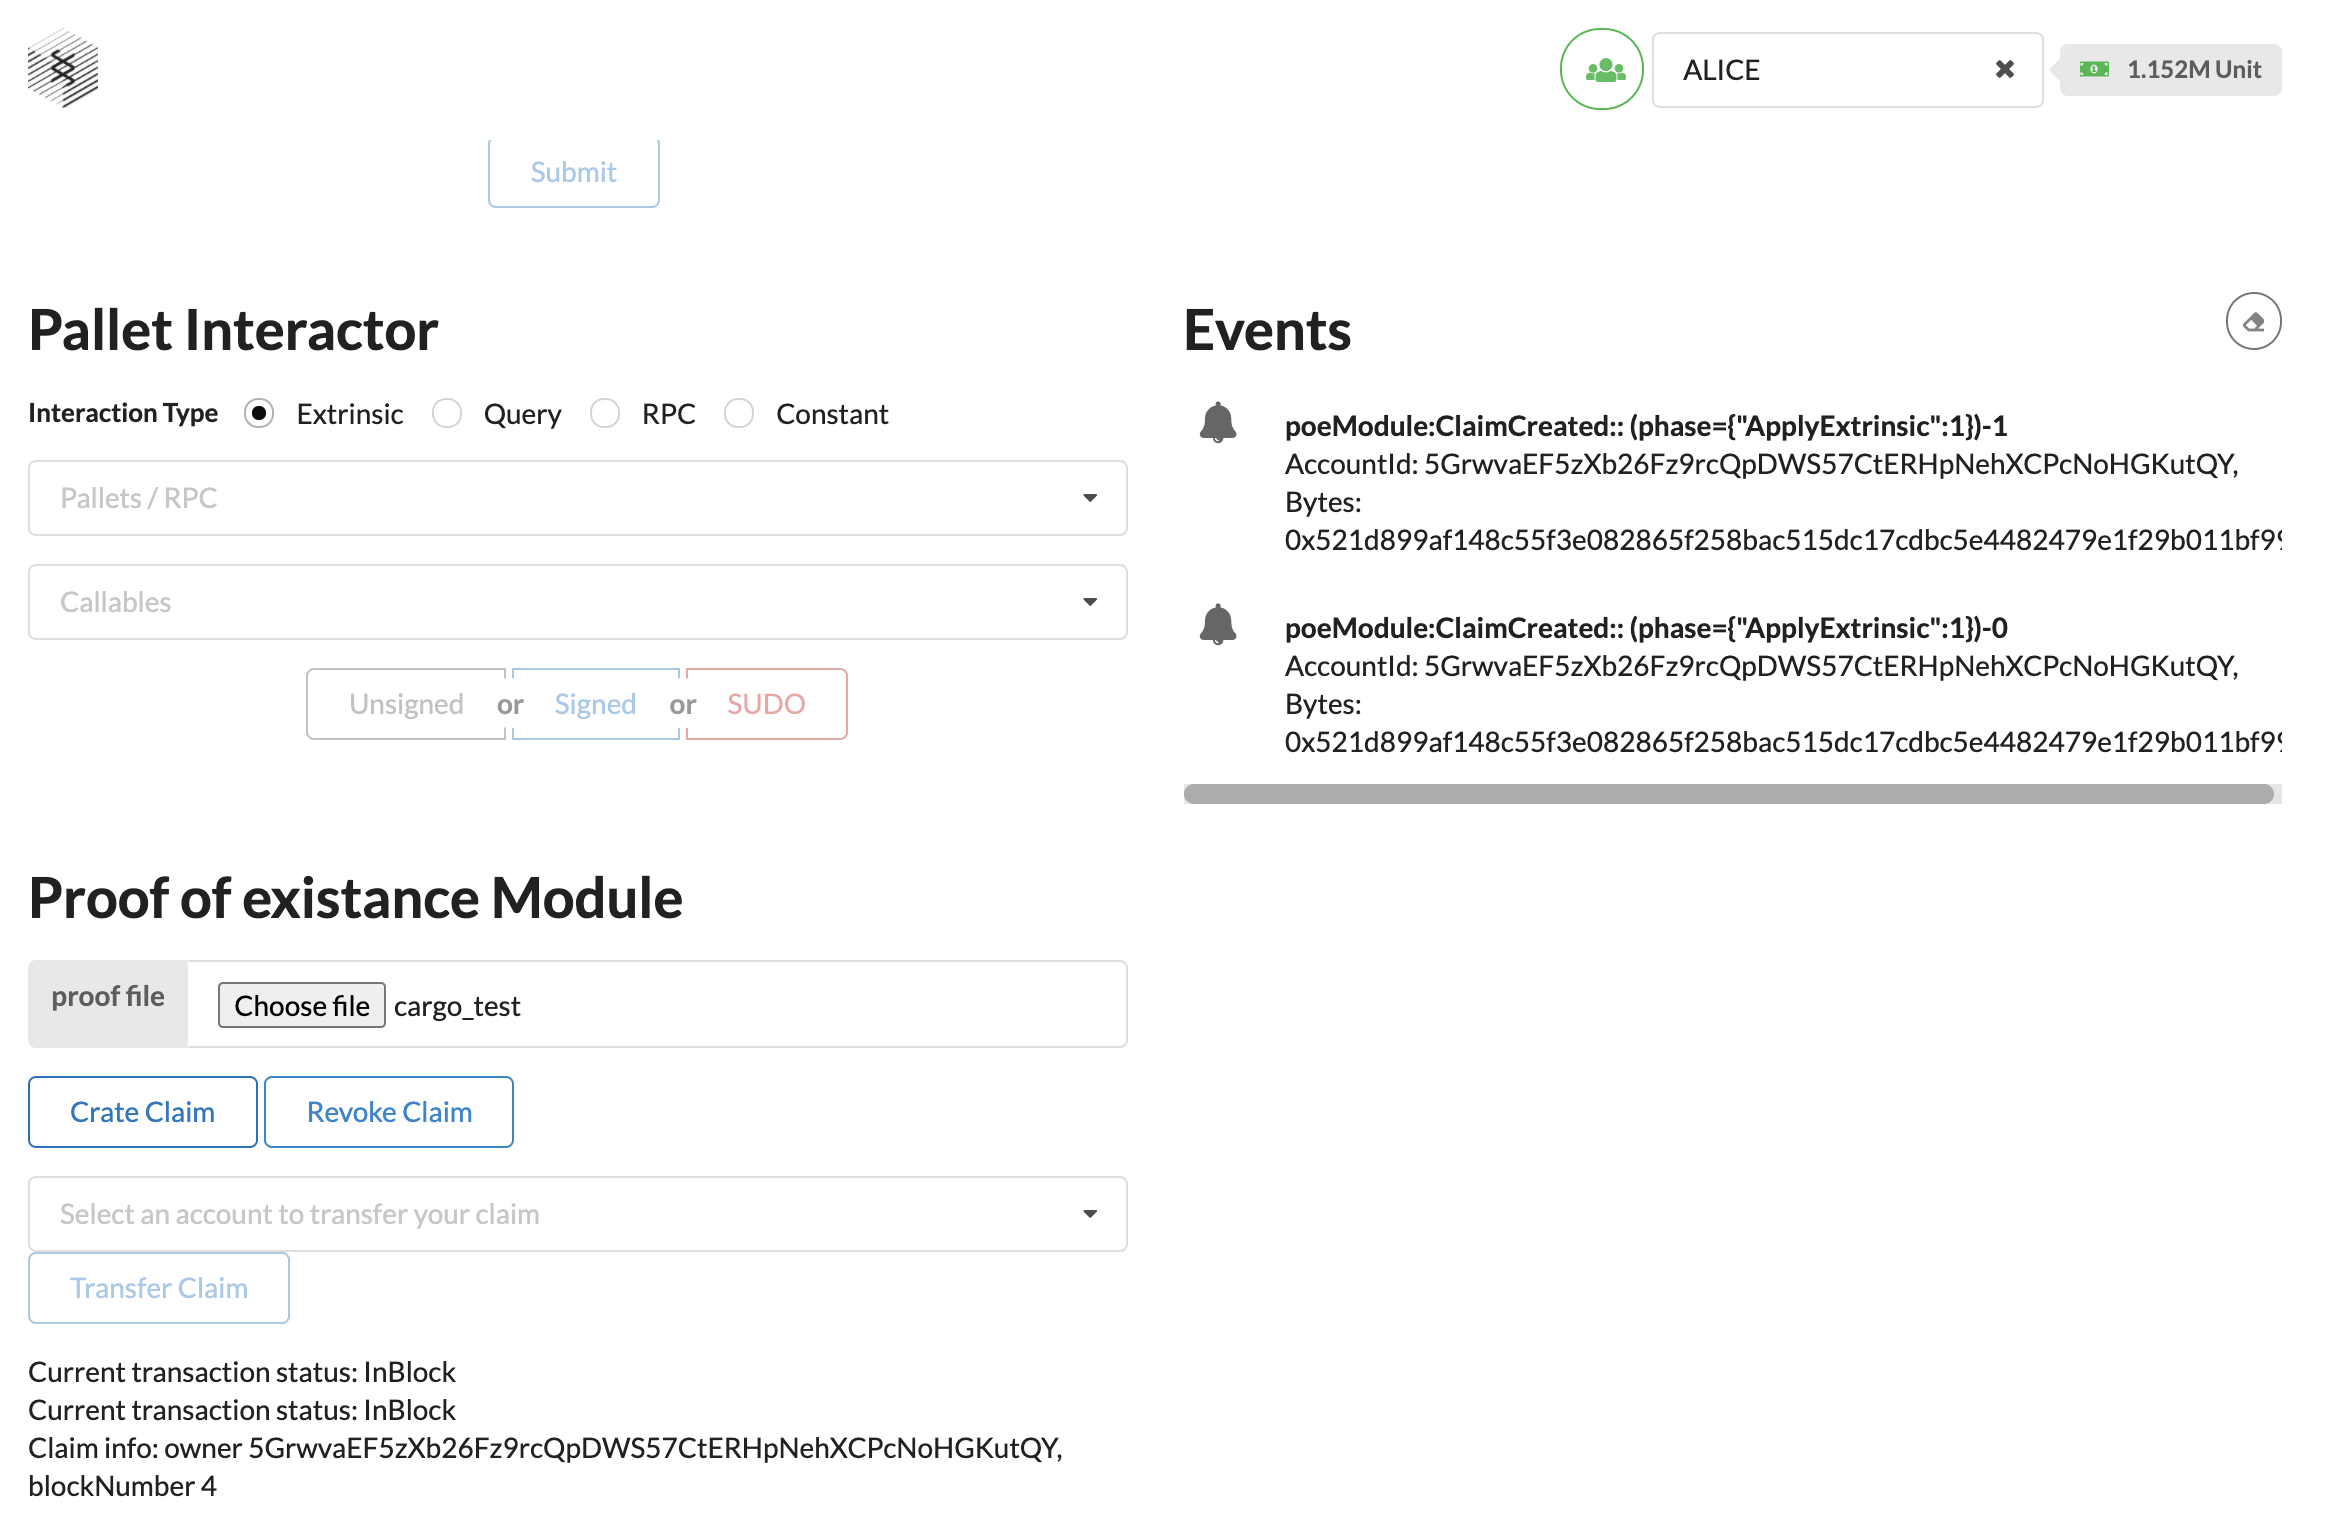 ALICE
1.152M Unit
Submit
Pallet Interactor
Interaction Type Extrinsic Query RPC Constant
Pallets / RPC
Callables
Unsigned or Signed or SUDO
Events
poeModule:ClaimCreated:: (phase={"ApplyExtrinsic":1})-1
AccountId: 5GrwvaEF5zXb26Fz9rcQpDWS57CtERHpNehXCPcNoHGKutQY,
Bytes:
0x521d899af148c55f3e082865f258bac515dc17cdbc5e4482479e1f29b011bf99
poeModule:ClaimCreated:: (phase={"ApplyExtrinsic":1})-0
AccountId: 5GrwvaEF5zXb26Fz9rcQpDWS57CtERHpNehXCPcNoHGKutQY,
Bytes:
0x521d899af148c55f3e082865f258bac515dc17cdbc5e4482479e1f29b011bf99
Proof of existance Module
proof file Choose file cargo_test
Crate Claim Revoke Claim
Select an account to transfer your claim
Transfer Claim
Current transaction status: InBlock
Current transaction status: InBlock
Claim info: owner 5GrwvaEF5zXb26Fz9rcQpDWS57CtERHpNehXCPcNoHGKutQY,
blockNumber 4